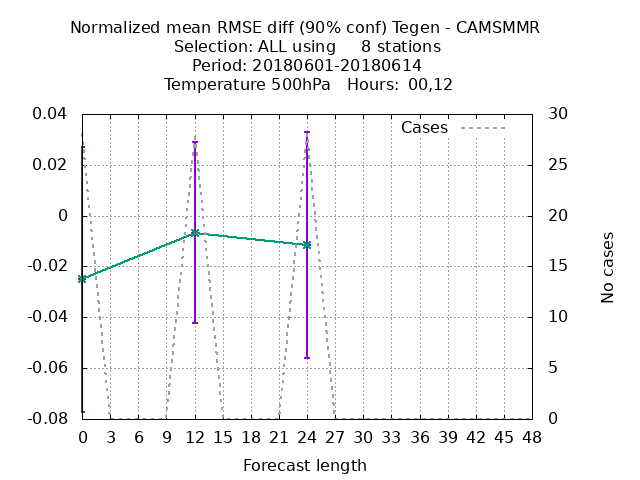 Normalized mean RMSE diff (90% conf) Tegen - CAMSMMR
Selection: ALL using     8 stations
Period: 20180601-20180614
Temperature 500hPa   Hours: 00,12
Cases
0.04
0.02
0
-0.02
-0.04
-0.06
-0.08
30
25
20
15
10
5
0
No cases
0 3 6 9 12 15 18 21 24 27 30 33 36 39 42 45 48
Forecast length